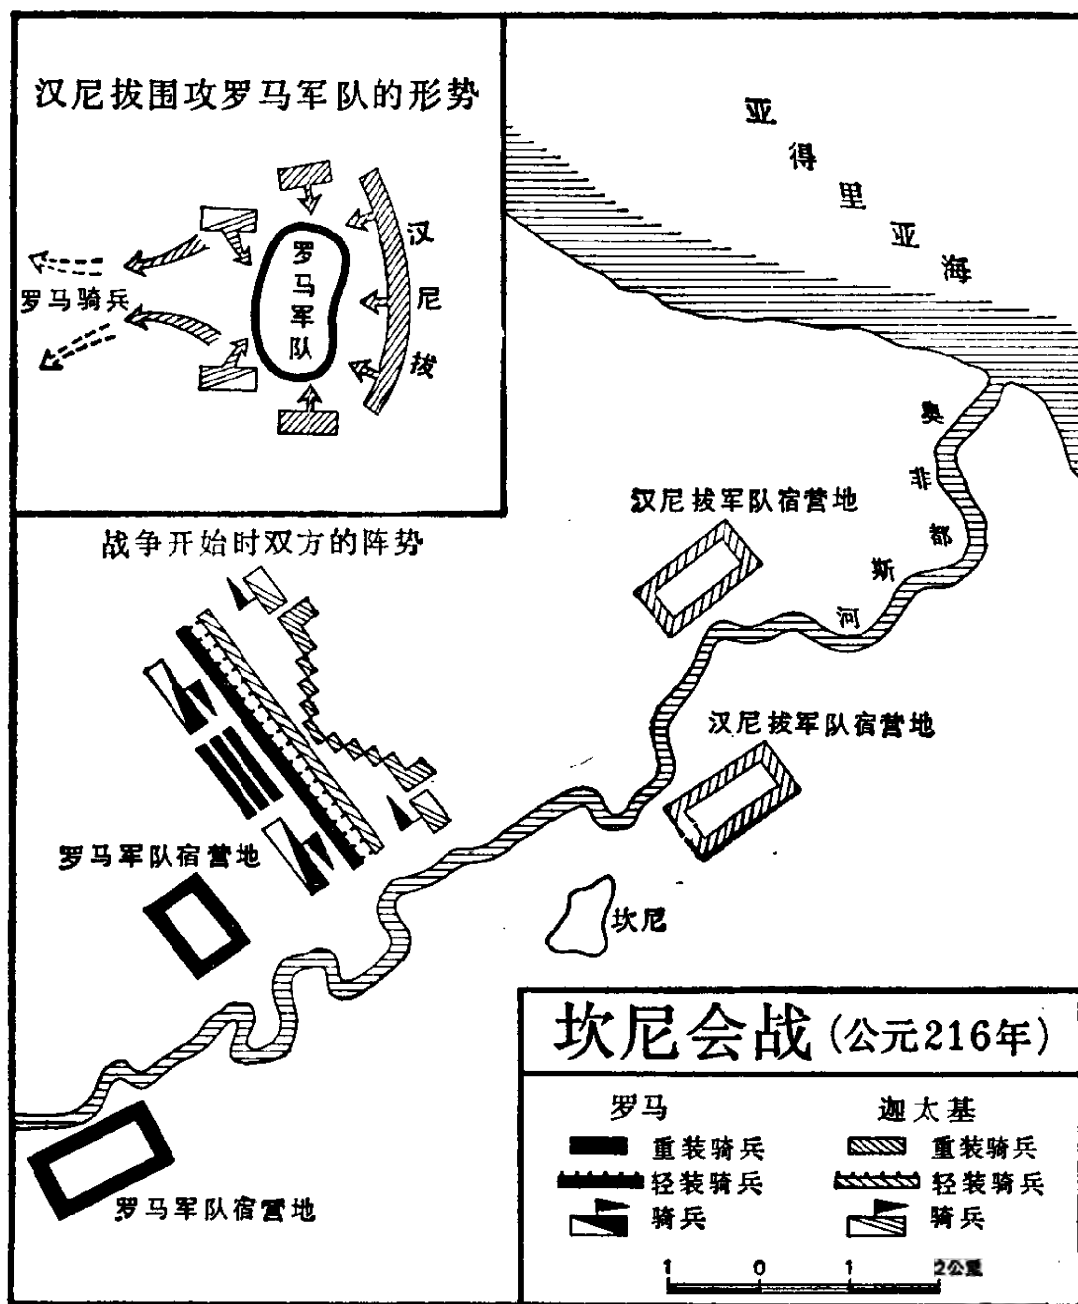 汉尼拔围攻罗马军队的形势
汉尼拔
罗马军队
罗马骑兵
亚得里亚海
奥非都斯河
战争开始时双方的阵势
汉尼拔军队宿营地
汉尼拔军队宿营地
罗马军队宿营地
坎尼
罗马军队宿营地
坎尼会战(公元216年)
罗马 迦太基
重装骑兵 重装骑兵
轻装骑兵 轻装骑兵
骑兵 骑兵
1 0 1 2公里